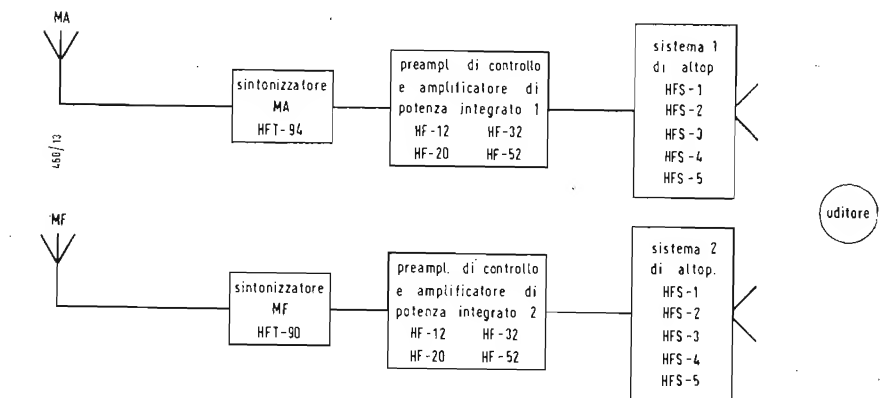 MA
sintonizzatore
MA
HFT-94
preampl. di controllo
e amplificatore di
potenza integrato 1
HF-12 HF-32
HF-20 HF-52
sistema 1
di altop
HFS-1
HFS-2
HFS-3
HFS-4
HFS-5
460/13
uditore
MF
sintonizzatore
MF
HFT-90
preampl. di controllo
e amplificatore di
potenza integrato 2
HF-12 HF-32
HF-20 HF-52
sistema 2
di altop.
HFS-1
HFS-2
HFS-3
HFS-4
HFS-5